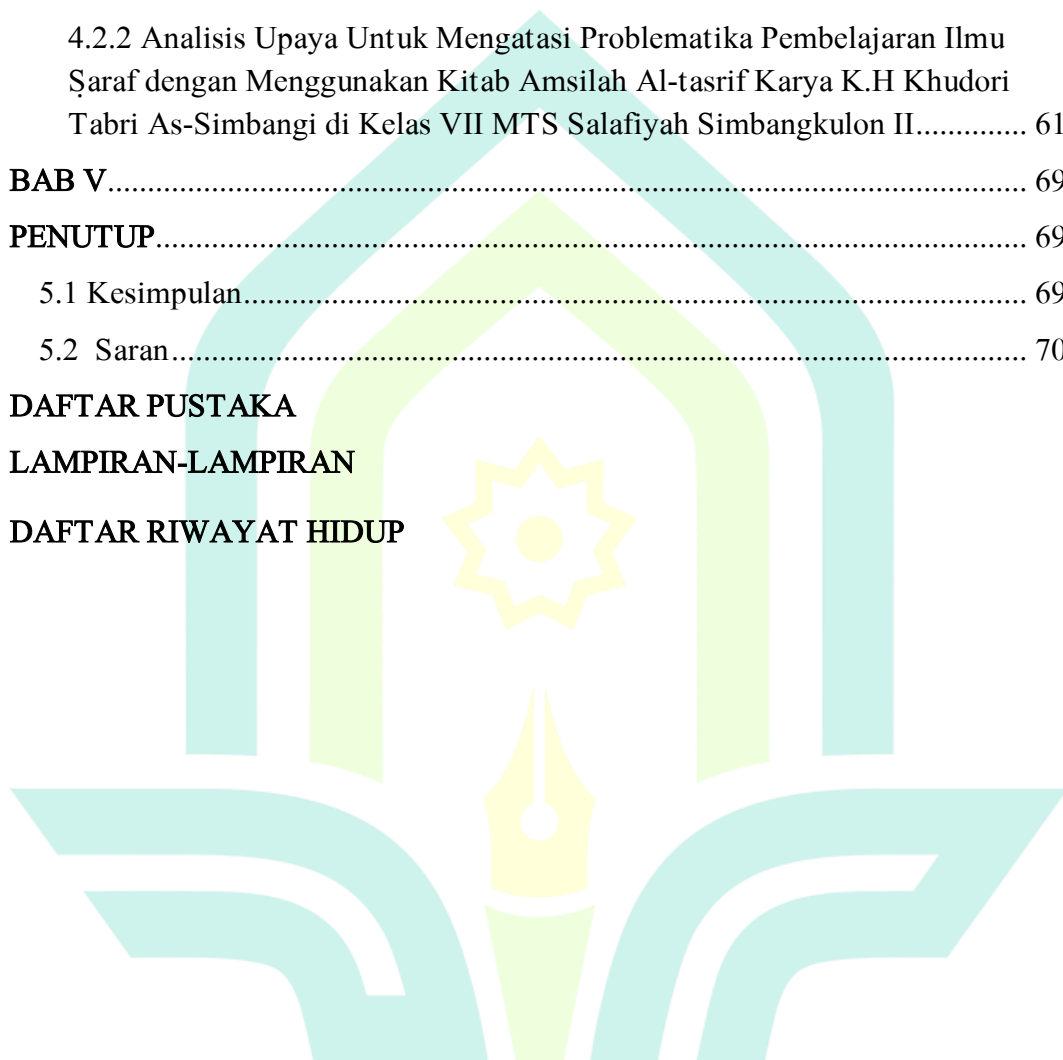 4.2.2 Analisis Upaya Untuk Mengatasi Problematika Pembelajaran Ilmu
Ṣaraf dengan Menggunakan Kitab Amsilah Al-tasrif Karya K.H Khudori
Tabri As-Simbangi di Kelas VII MTS Salafiyah Simbangkulon II.............. 61
BAB V.............................................................................................. 69
PENUTUP......................................................................................... 69
5.1 Kesimpulan................................................................................ 69
5.2  Saran........................................................................................ 70
DAFTAR PUSTAKA
LAMPIRAN-LAMPIRAN
DAFTAR RIWAYAT HIDUP